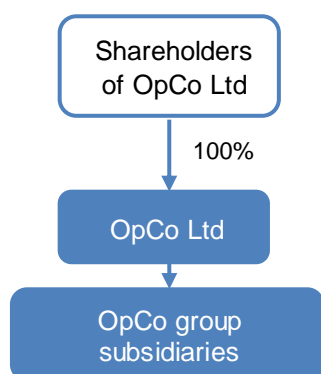 Shareholders
of OpCo Ltd
100%
OpCo Ltd
OpCo group
subsidiaries